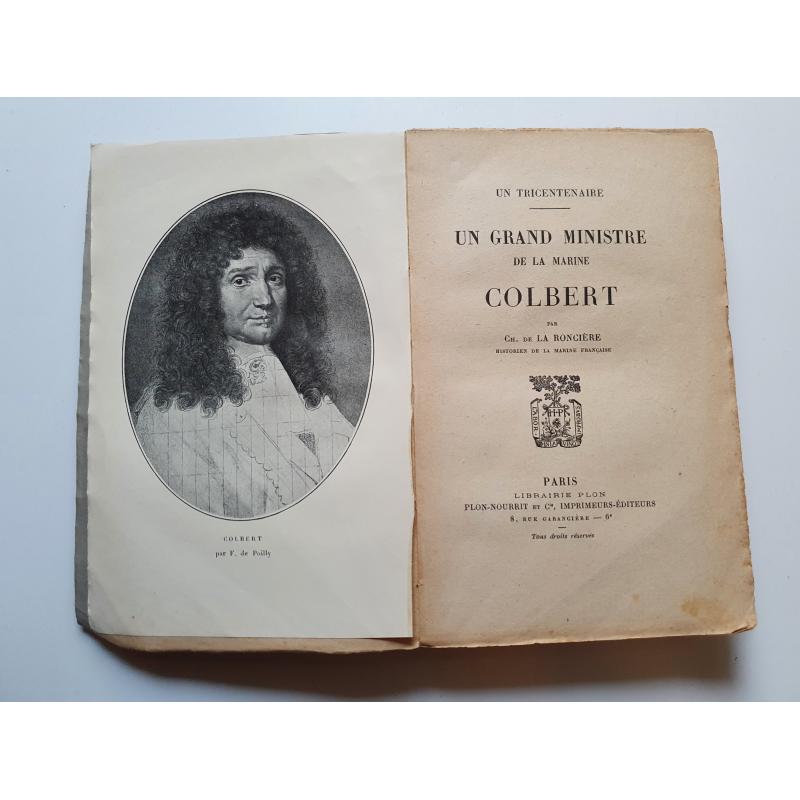 COLBERT
par F. de Poilly
UN TRICENTENAIRE
UN GRAND MINISTRE
DE LA MARINE
COLBERT
PAR
CH. DE LA RONCIÈRE
HISTORIEN DE LA MARINE FRANÇAISE
LABOR
HPR
PARIS
LIBRAIRIE PLON
PLON-NOURRIT ET Cie, IMPRIMEURS-ÉDITEURS
8, RUE GARANCIÈRE — 6e
Tous droits réservés